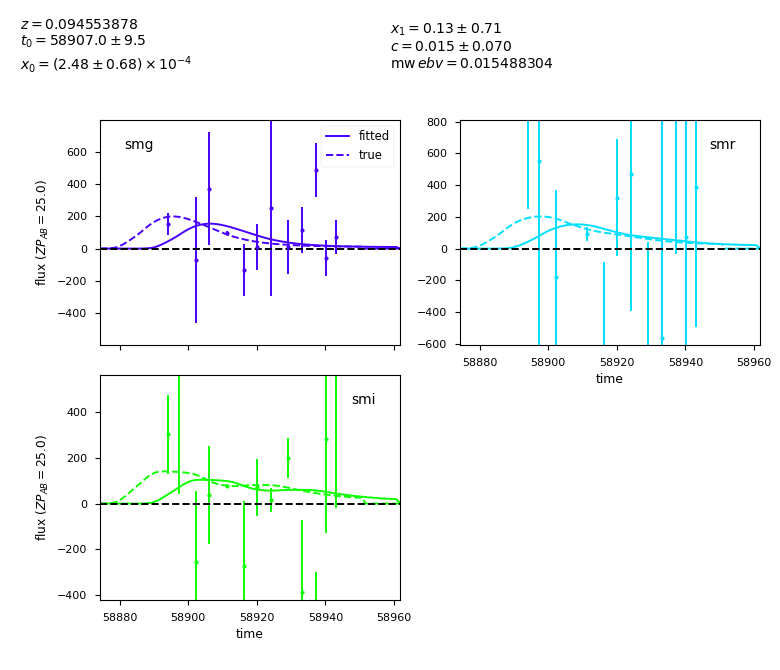 z = 0.094553878
t₀ = 58907.0 ± 9.5
x₀ = (2.48 ± 0.68) × 10⁻⁴
x₁ = 0.13 ± 0.71
c = 0.015 ± 0.070
mw ebv = 0.015488304
smg
fitted
true
600
400
200
0
−200
−400
flux (ZP_AB = 25.0)
smr
800
600
400
200
0
−200
−400
−600
58880 58900 58920 58940 58960
time
smi
400
200
0
−200
−400
flux (ZP_AB = 25.0)
58880 58900 58920 58940 58960
time